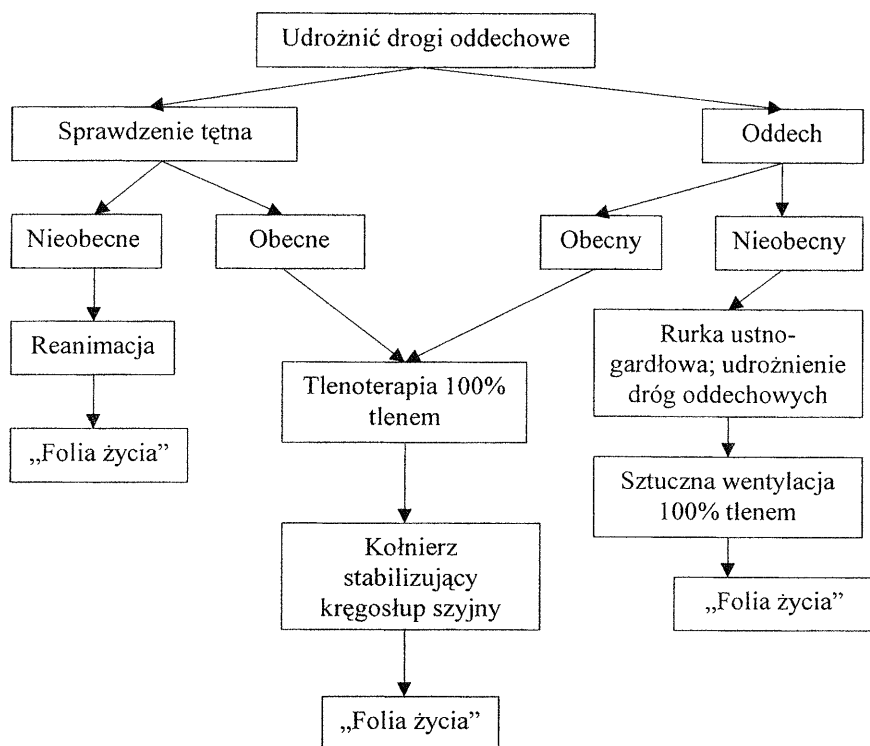 Udrożnić drogi oddechowe
Sprawdzenie tętna
Oddech
Nieobecne
Obecne
Obecny
Nieobecny
Reanimacja
Rurka ustno-
gardłowa; udrożnienie
dróg oddechowych
Tlenoterapia 100%
tlenem
„Folia życia”
Sztuczna wentylacja
100% tlenem
Kołnierz
stabilizujący
kręgosłup szyjny
„Folia życia”
„Folia życia”